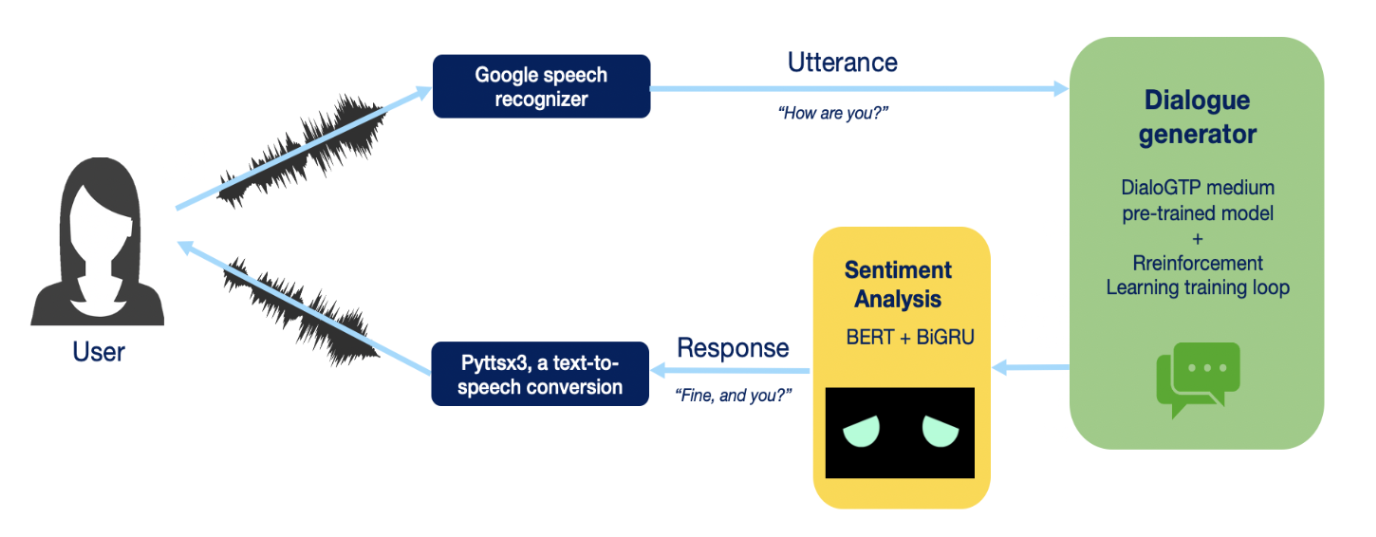 Google speech
recognizer
Utterance
“How are you?”
Dialogue
generator
DialoGTP medium
pre-trained model
+
Rreinforcement
Learning training loop
Sentiment
Analysis
BERT + BiGRU
Response
“Fine, and you?”
Pyttsx3, a text-to-
speech conversion
User